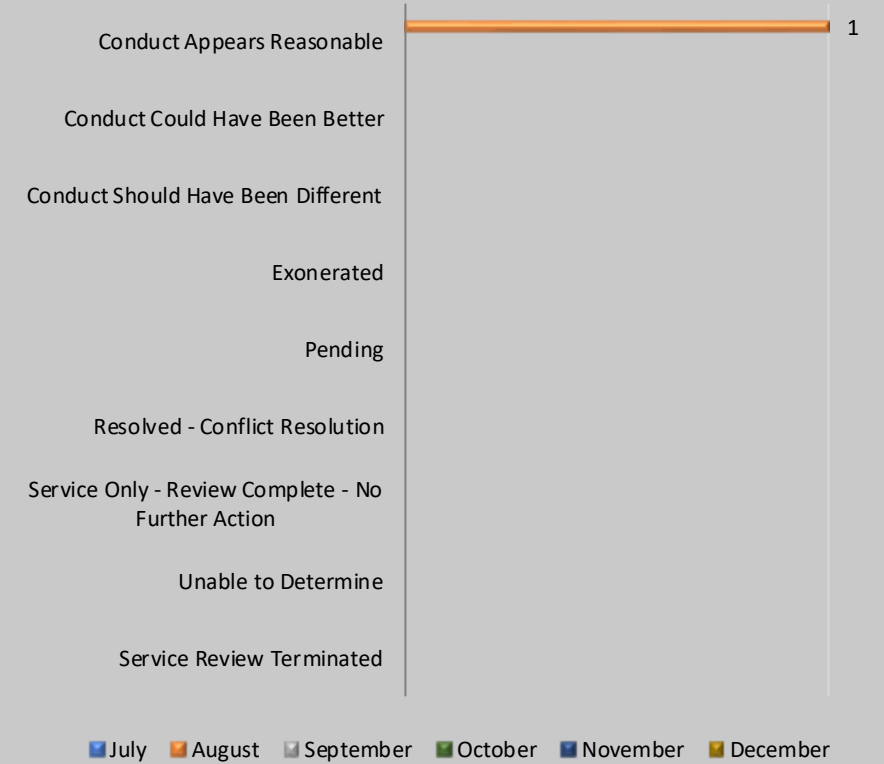 Conduct Appears Reasonable
1
Conduct Could Have Been Better
Conduct Should Have Been Different
Exonerated
Pending
Resolved - Conflict Resolution
Service Only - Review Complete - No
Further Action
Unable to Determine
Service Review Terminated
July August September October November December